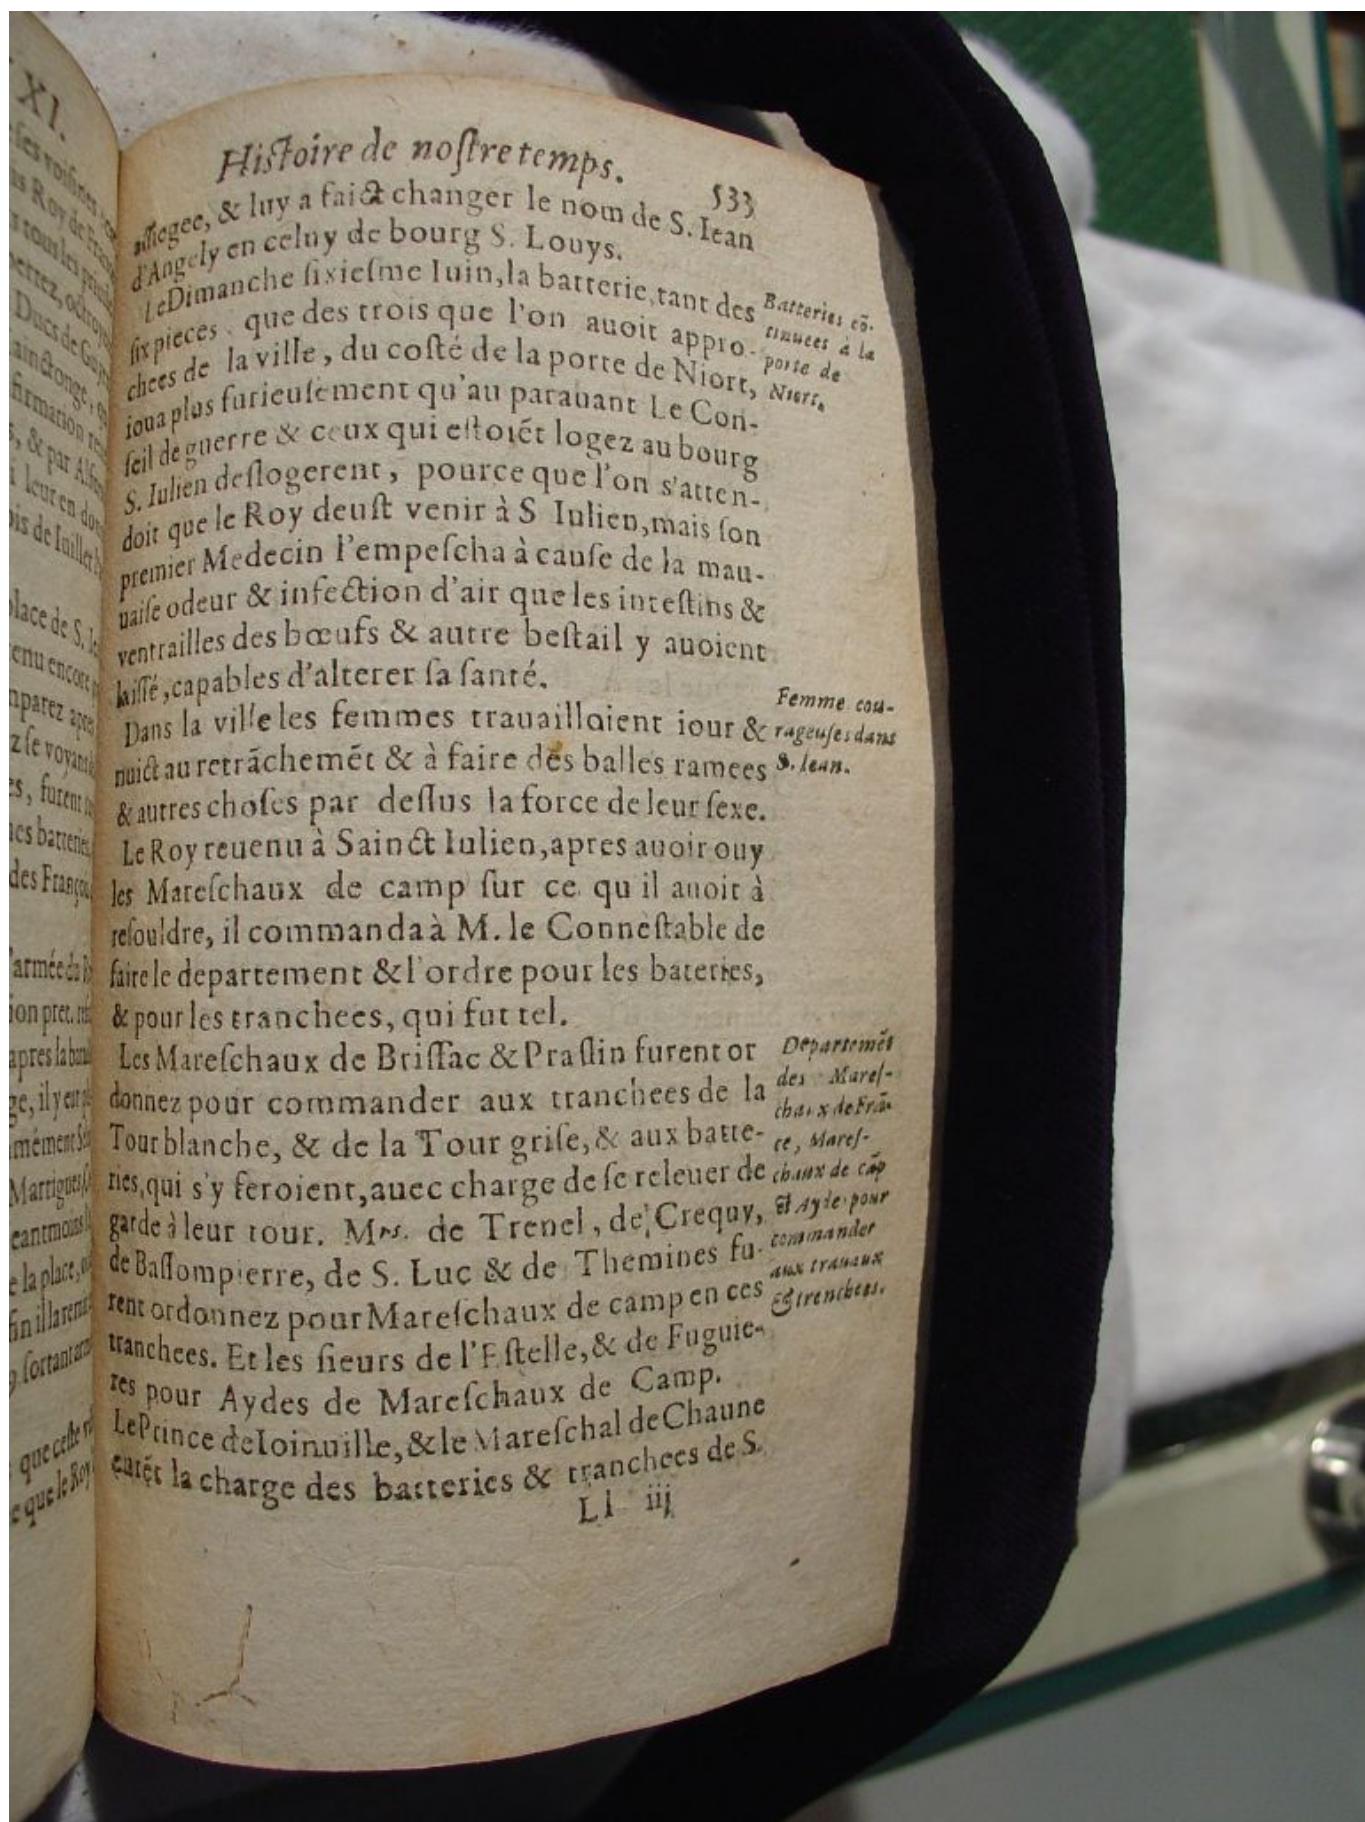 XI.
Hiſtoire de noſtre temps.
533
aſſiegee, & luy a faict changer le nom de S. Iean
d'Angely en celuy de bourg S. Louys.
Le Dimanche ſixieſme Iuin, la batterie, tant des
ſix pieces que des trois que l'on auoit appro-
chees de la ville, du coſté de la porte de Niort,
ioua plus furieuſement qu'au parauant Le Con-
ſeil de guerre & ceux qui eſtoiẽt logez au bourg
S. Iulien deſlogerent, pource que l'on s'atten-
doit que le Roy deuſt venir à S Iulien, mais ſon
premier Medecin l'empeſcha à cauſe de la mau-
uaiſe odeur & infection d'air que les inteſtins &
ventrailles des bœufs & autre beſtail y auoient
laiſſé, capables d'alterer ſa ſanté.
Dans la ville les femmes trauailloient iour &
nuict au retrãchemẽt & à faire des balles ramees
& autres choſes par deſſus la force de leur ſexe.
Le Roy reuenu à Sainct Iulien, apres auoir ouy
les Mareſchaux de camp ſur ce qu il auoit à
reſouldre, il commanda à M. le Conneſtable de
faire le departement & l'ordre pour les bateries,
& pour les tranchees, qui fut tel.
Les Mareſchaux de Briſſac & Praſlin furent or
donnez pour commander aux tranchees de la
Tour blanche, & de la Tour griſe, & aux batte-
ries, qui s'y feroient, auec charge de ſe releuer de
garde à leur tour. Mrs. de Trenel, de Crequy,
de Baſſompierre, de S. Luc & de Themines fu-
rent ordonnez pour Mareſchaux de camp en ces
tranchees. Et les ſieurs de l'Eſtelle, & de Fuguie-
res pour Aydes de Mareſchaux de Camp.
Le Prince de Ioinuille, & le Mareſchal de Chaune
eurẽt la charge des batteries & tranchees de S.
Ll iij
Batteries cõ-
tinuees à la
porte de
Niort.
Femme cou-
rageuſes dans
S. Iean.
Departemẽt
des Mareſ-
chaux de Frã-
ce, Mareſ-
chaux de cãp
& Ayde pour
commander
aux trauaux
& trenchees.